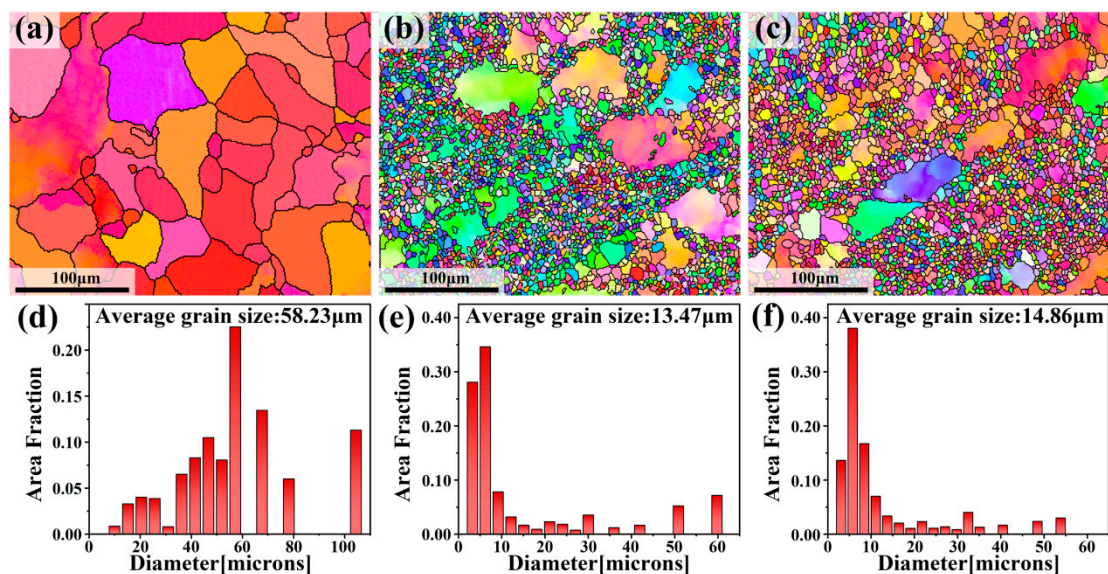 (a)
(b)
(c)
100μm
100μm
100μm
(d)
Average grain size:58.23μm
Area Fraction
0.20
0.15
0.10
0.05
0.00
0 20 40 60 80 100
Diameter[microns]
(e)
Average grain size:13.47μm
Area Fraction
0.40
0.30
0.20
0.10
0.00
0 10 20 30 40 50 60
Diameter[microns]
(f)
Average grain size:14.86μm
Area Fraction
0.40
0.30
0.20
0.10
0.00
0 10 20 30 40 50 60
Diameter[microns]